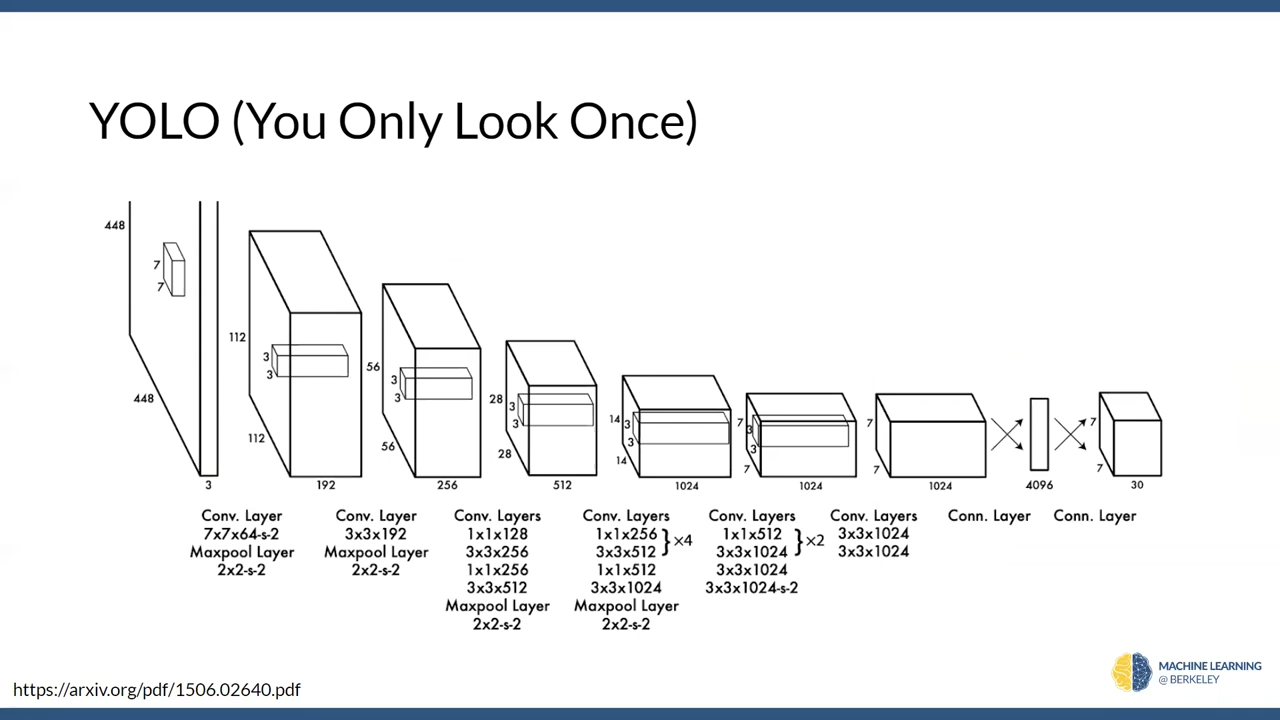 YOLO (You Only Look Once)
448
7
7
448
3
112
3
3
112
192
56
3
3
56
256
28
3
3
28
512
14
3
3
14
1024
7
3
3
7
1024
7
7
1024
4096
7
7
30
Conv. Layer
7x7x64-s-2
Maxpool Layer
2x2-s-2
Conv. Layer
3x3x192
Maxpool Layer
2x2-s-2
Conv. Layers
1x1x128
3x3x256
1x1x256
3x3x512
Maxpool Layer
2x2-s-2
Conv. Layers
1x1x256
3x3x512
}×4
1x1x512
3x3x1024
Maxpool Layer
2x2-s-2
Conv. Layers
1x1x512
3x3x1024
}×2
3x3x1024
3x3x1024-s-2
Conv. Layers
3x3x1024
3x3x1024
Conn. Layer
Conn. Layer
MACHINE LEARNING
@ BERKELEY
https://arxiv.org/pdf/1506.02640.pdf